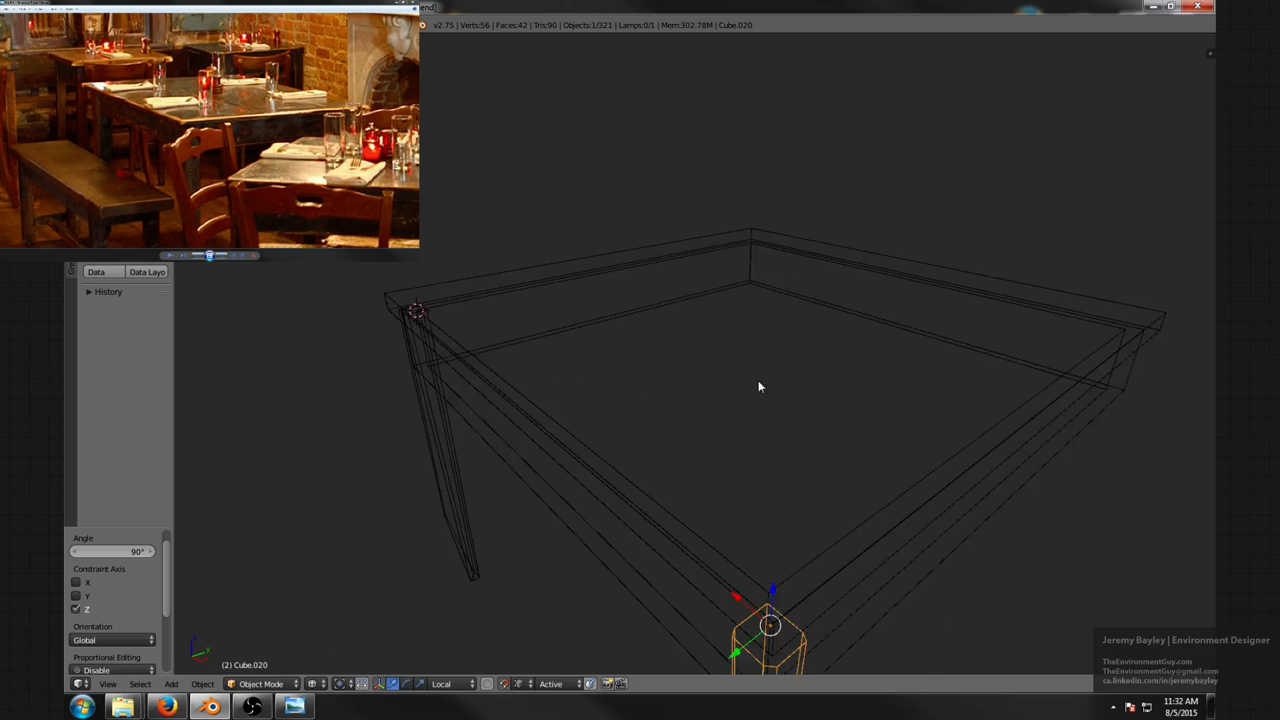 end]
v2.75 | Verts:56 | Faces:42 | Tris:90 | Objects:1/321 | Lamps:0/1 | Mem:302.78M | Cube.020
Data
Data Layo
History
Angle
90°
Constraint Axis
X
Y
Z
Orientation
Global
Proportional Editing
Disable
(2) Cube.020
View
Select
Add
Object
Object Mode
Local
Active
Jeremy Bayley | Environment Designer
TheEnvironmentGuy.com
TheEnvironmentGuy@gmail.com
ca.linkedin.com/in/jeremybayley
11:32 AM
8/5/2015